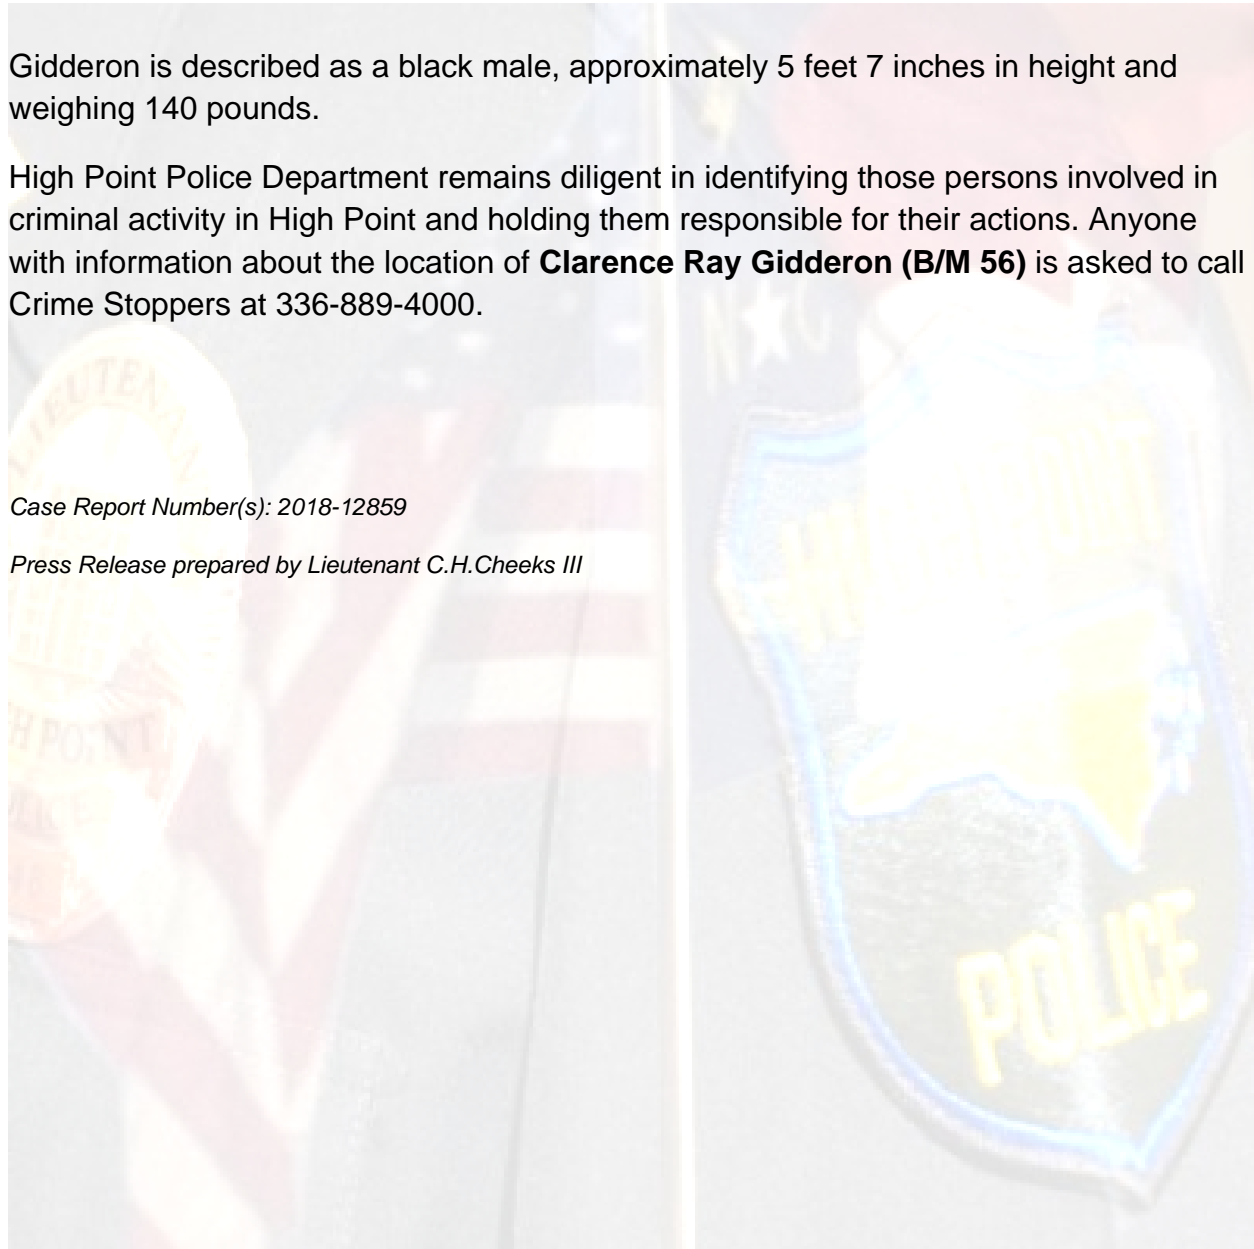 Gidderon is described as a black male, approximately 5 feet 7 inches in height and
weighing 140 pounds.
High Point Police Department remains diligent in identifying those persons involved in
criminal activity in High Point and holding them responsible for their actions. Anyone
with information about the location of Clarence Ray Gidderon (B/M 56) is asked to call
Crime Stoppers at 336-889-4000.
N C
LIEUTENANT
POINT
Case Report Number(s): 2018-12859
Press Release prepared by Lieutenant C.H.Cheeks III
POLICE